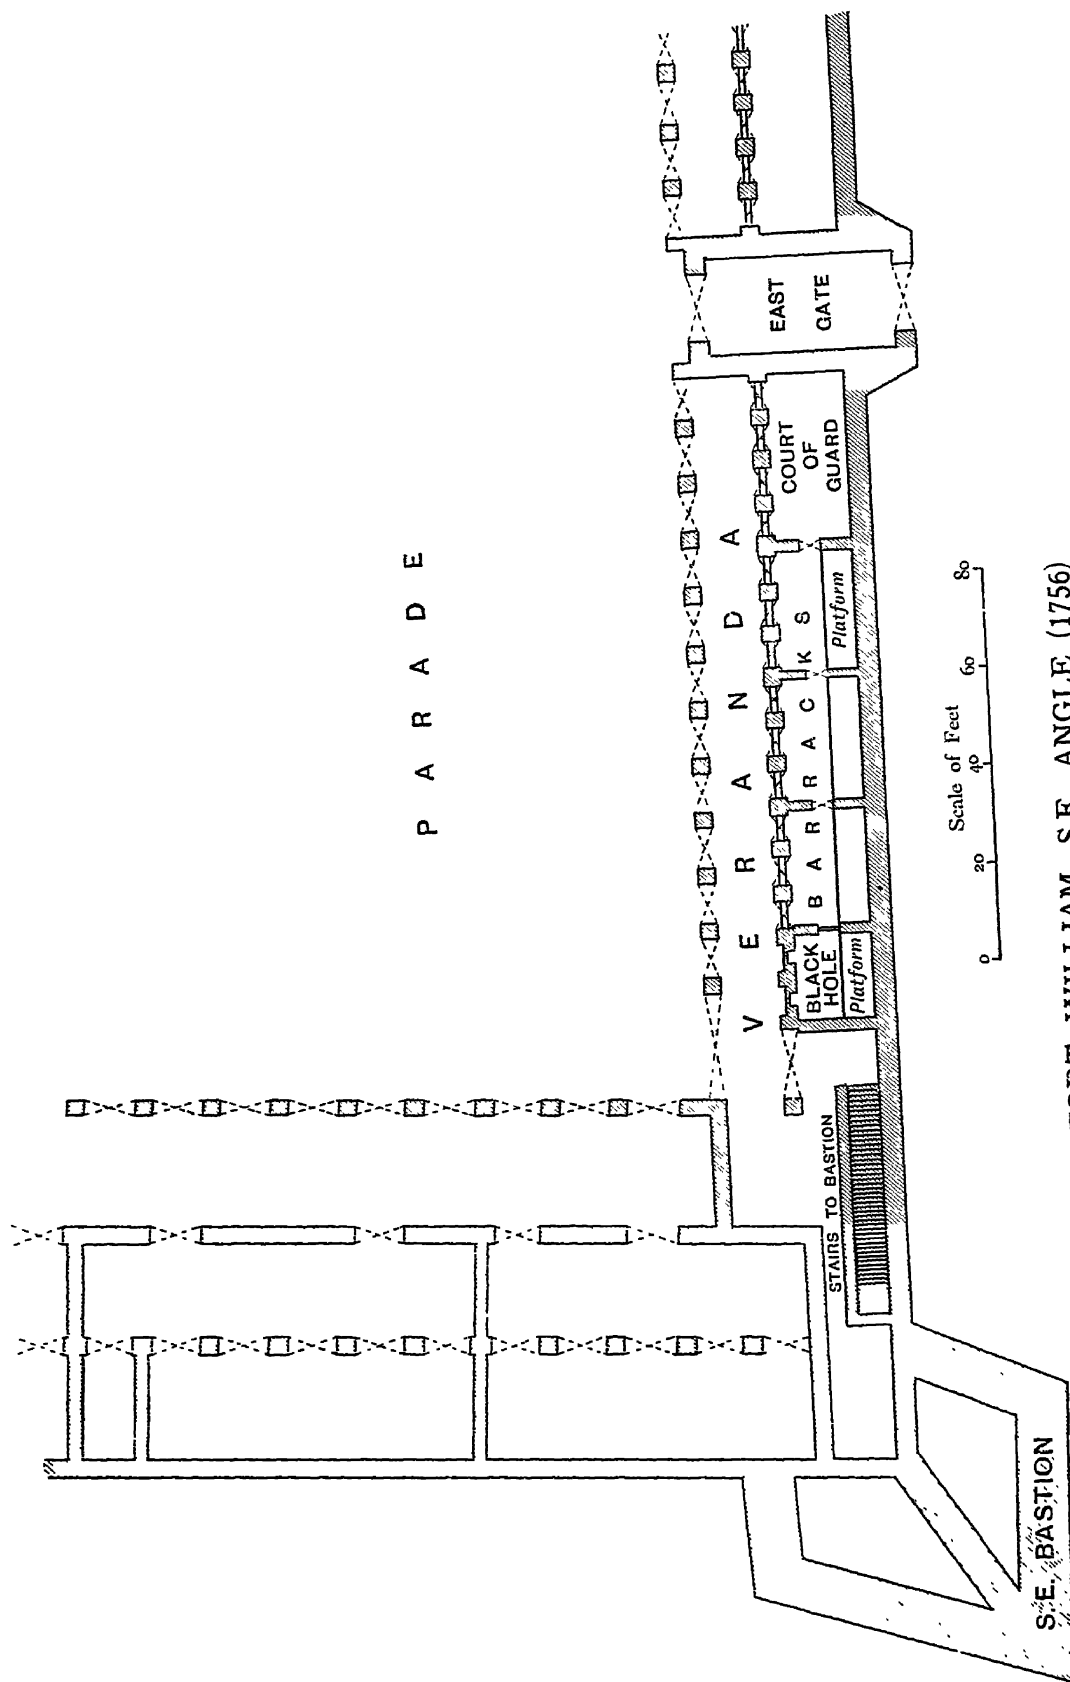 PARADE
VERANDA
EAST
GATE
COURT
OF
GUARD
BARRACKS
Platform
BLACK
HOLE
Platform
STAIRS TO BASTION
S.E. BASTION
Scale of Feet
0 20 40 60 80
WILLIAM, S.E. ANGLE (1756)